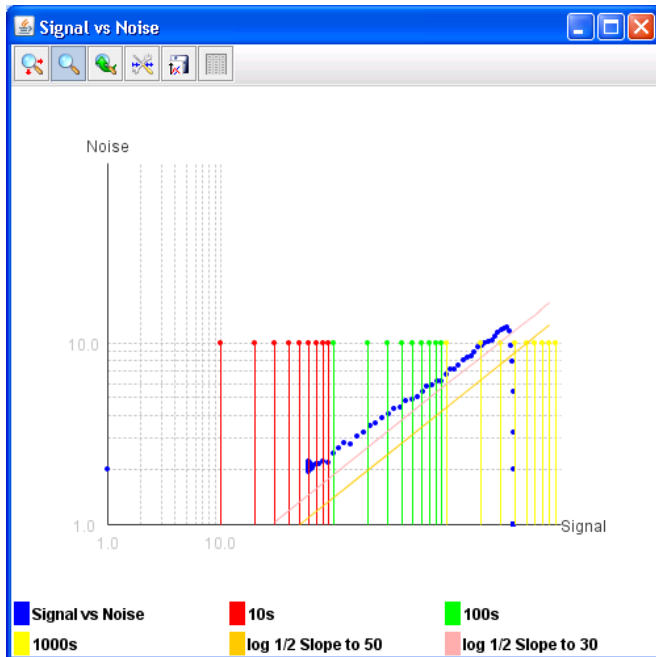 Signal vs Noise
Noise
10.0
1.0
Signal
1.0 10.0
Signal vs Noise 10s 100s
1000s log 1/2 Slope to 50 log 1/2 Slope to 30